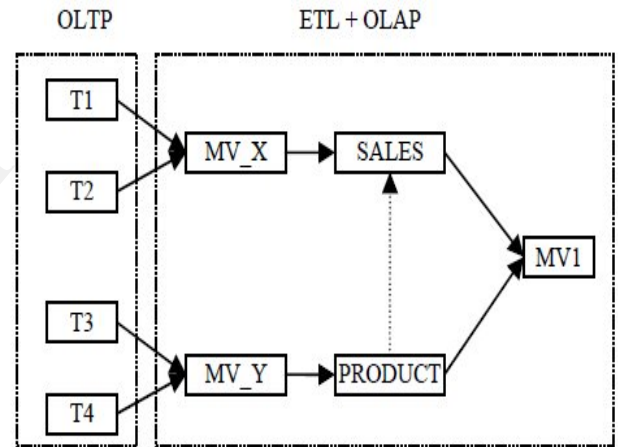 OLTP
ETL + OLAP
T1
MV_X
SALES
T2
MV1
T3
MV_Y
PRODUCT
T4